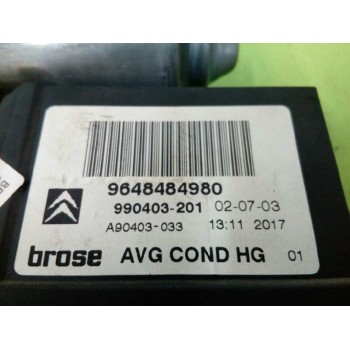 9648484980
990403-201 02-07-03
A90403-033 13:11 2017
brose AVG COND HG 01